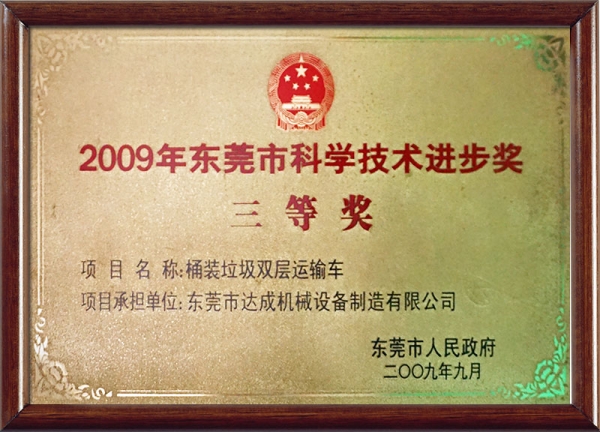 2009年东莞市科学技术进步奖
三等奖
项目名称:桶装垃圾双层运输车
项目承担单位:东莞市达成机械设备制造有限公司
东莞市人民政府
二〇〇九年九月